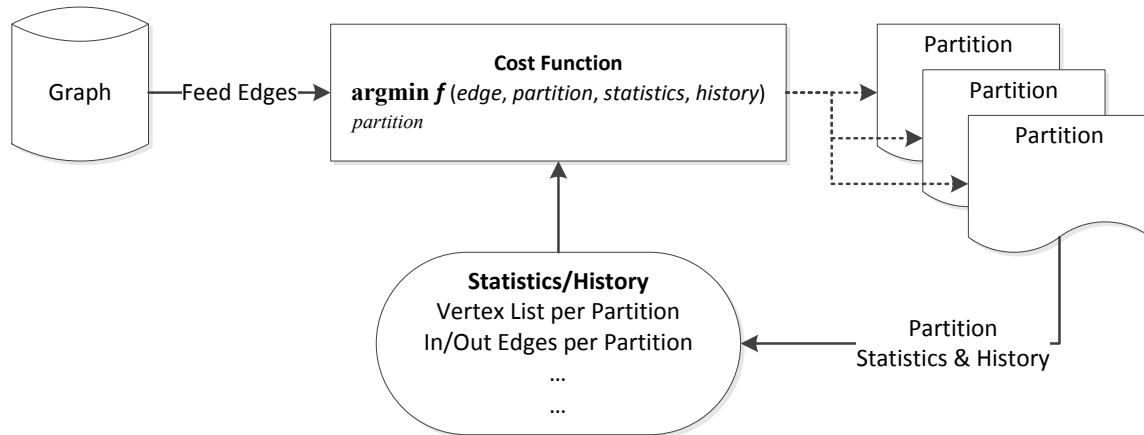 Graph
Feed Edges
Cost Function
argmin f (edge, partition, statistics, history)
partition
Partition
Partition
Partition
Statistics/History
Vertex List per Partition
In/Out Edges per Partition
...
...
Partition
Statistics & History